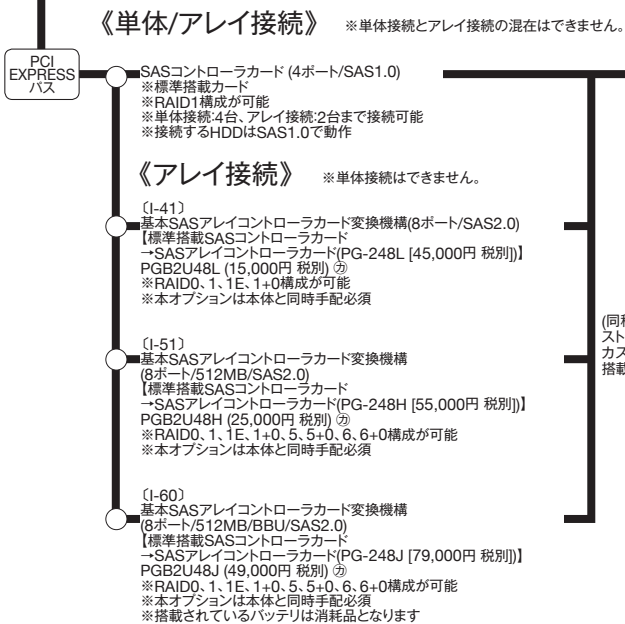 《単体/アレイ接続》 ※単体接続とアレイ接続の混在はできません。
PCI
EXPRESS
バス
SASコントローラカード (4ポート/SAS1.0)
※標準搭載カード
※RAID1構成が可能
※単体接続:4台、アレイ接続:2台まで接続可能
※接続するHDDはSAS1.0で動作
《アレイ接続》 ※単体接続はできません。
〔I-41〕
基本SASアレイコントローラカード変換機構(8ポート/SAS2.0)
【標準搭載SASコントローラカード
→SASアレイコントローラカード(PG-248L [45,000円 税別])】
PGB2U48L (15,000円 税別) ㋕
※RAID0、1、1E、1+0構成が可能
※本オプションは本体と同時手配必須
〔I-51〕
基本SASアレイコントローラカード変換機構
(8ポート/512MB/SAS2.0)
【標準搭載SASコントローラカード
→SASアレイコントローラカード(PG-248H [55,000円 税別])】
PGB2U48H (25,000円 税別) ㋕
※RAID0、1、1E、1+0、5、5+0、6、6+0構成が可能
※本オプションは本体と同時手配必須
〔I-60〕
基本SASアレイコントローラカード変換機構
(8ポート/512MB/BBU/SAS2.0)
【標準搭載SASコントローラカード
→SASアレイコントローラカード(PG-248J [79,000円 税別])】
PGB2U48J (49,000円 税別) ㋕
※RAID0、1、1E、1+0、5、5+0、6、6+0構成が可能
※本オプションは本体と同時手配必須
※搭載されているバッテリは消耗品となります
(同
スト
カス
搭載